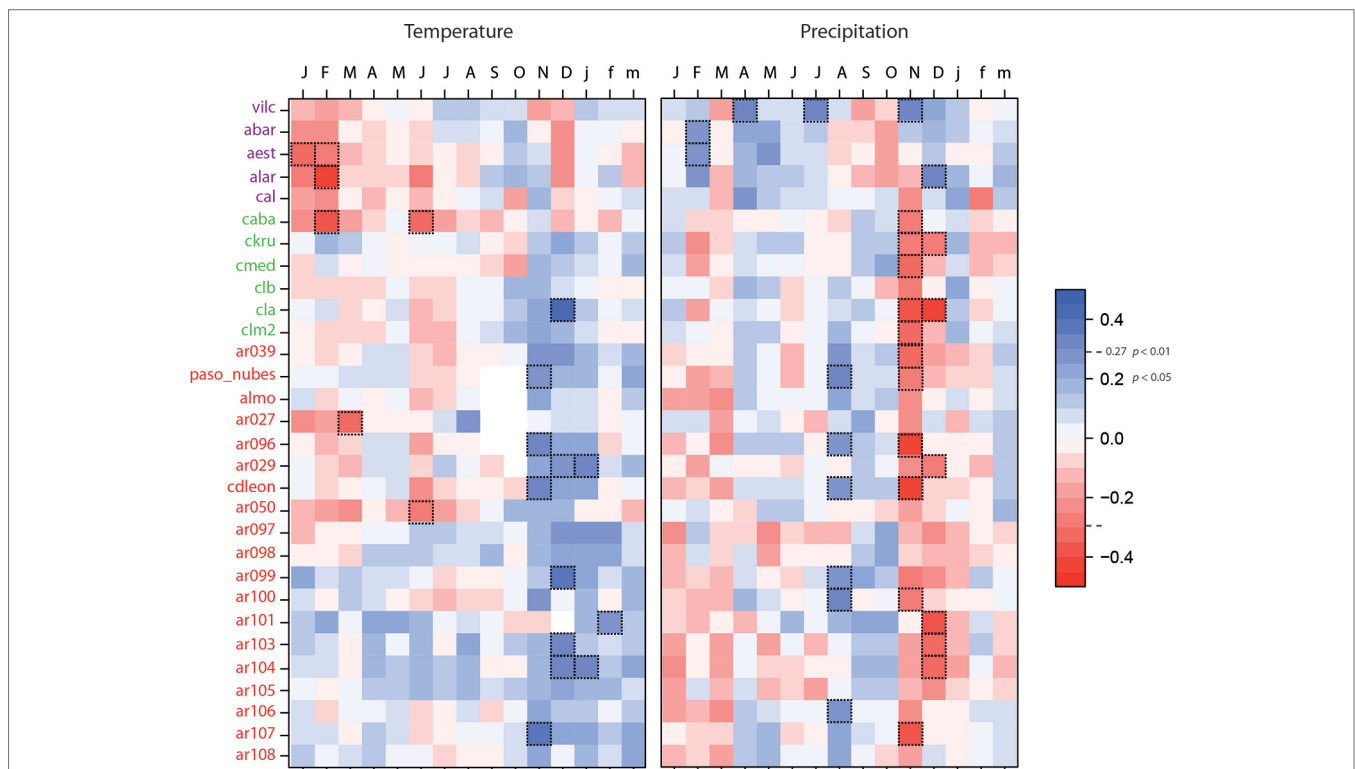 Temperature
Precipitation
J F M A M J J A S O N D J f m
J F M A M J J A S O N D j f m
vilc
abar
aest
alar
cal
caba
ckru
cmed
clb
cla
clm2
ar039
paso_nubes
almo
ar027
ar096
ar029
cdleon
ar050
ar097
ar098
ar099
ar100
ar101
ar103
ar104
ar105
ar106
ar107
ar108
0.4
- 0.27 p < 0.01
0.2 p < 0.05
0.0
−0.2
-
−0.4